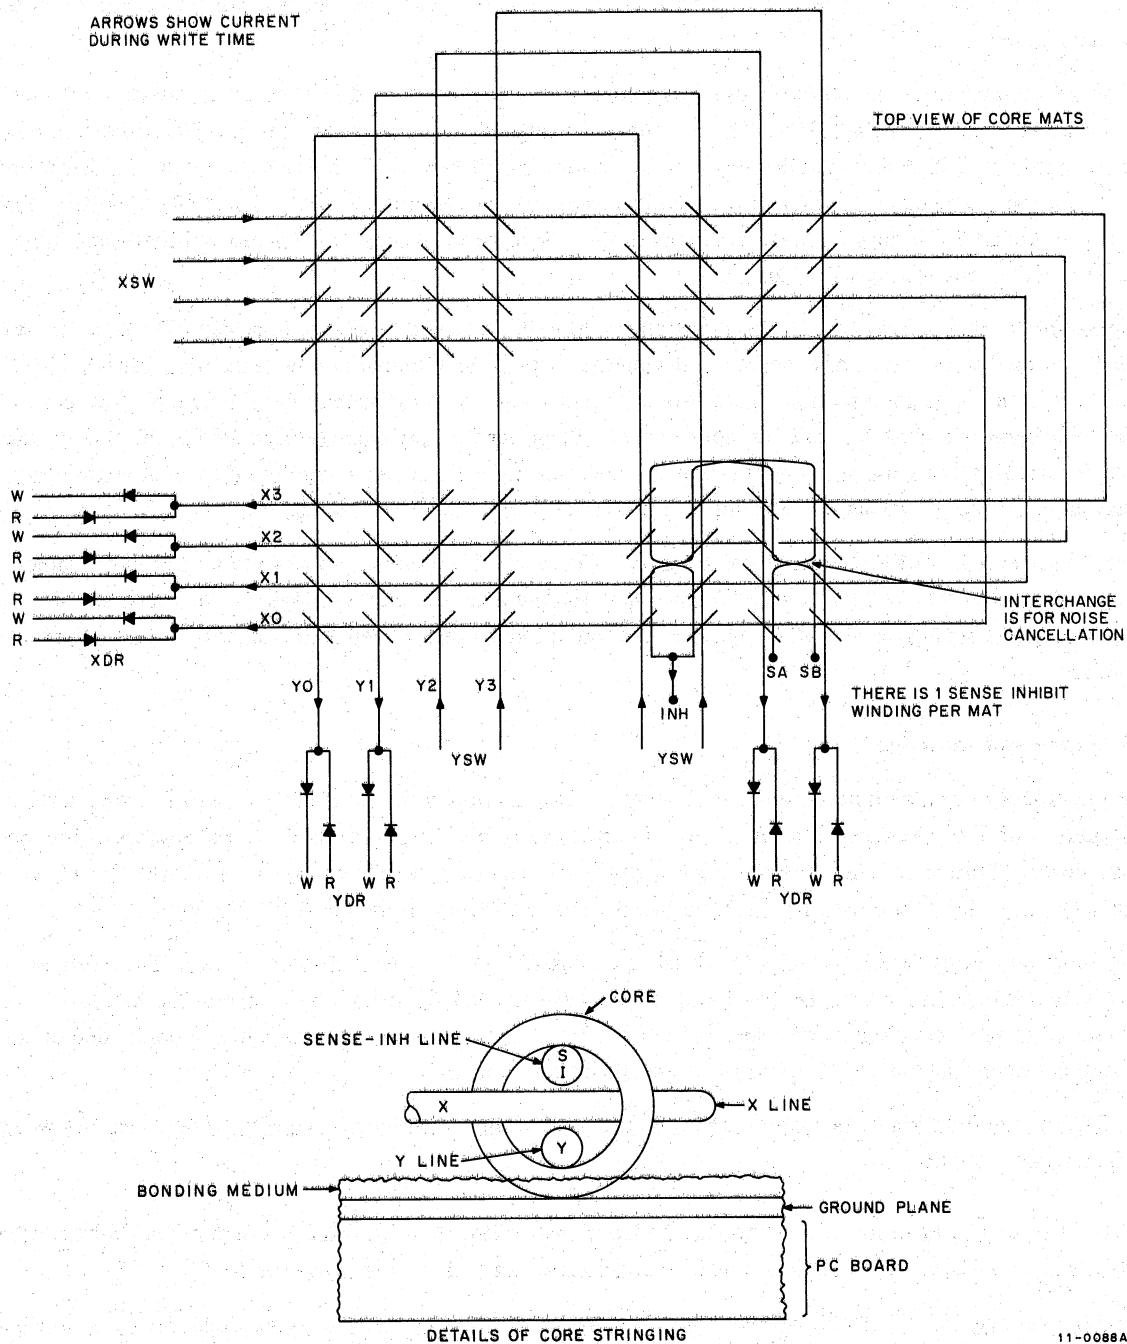 ARROWS SHOW CURRENT
DURING WRITE TIME
TOP VIEW OF CORE MATS
XSW
W
R
W
R
W
R
W
R
X3
X2
X1
X0
XDR
INTERCHANGE
IS FOR NOISE
CANCELLATION
SA SB
Y0 Y1 Y2 Y3
INH
THERE IS 1 SENSE INHIBIT
WINDING PER MAT
YSW
YSW
W R W R
YDR
W R W R
YDR
CORE
SENSE-INH LINE
S
I
X
X LINE
Y LINE
Y
BONDING MEDIUM
GROUND PLANE
PC BOARD
DETAILS OF CORE STRINGING
11-0088A